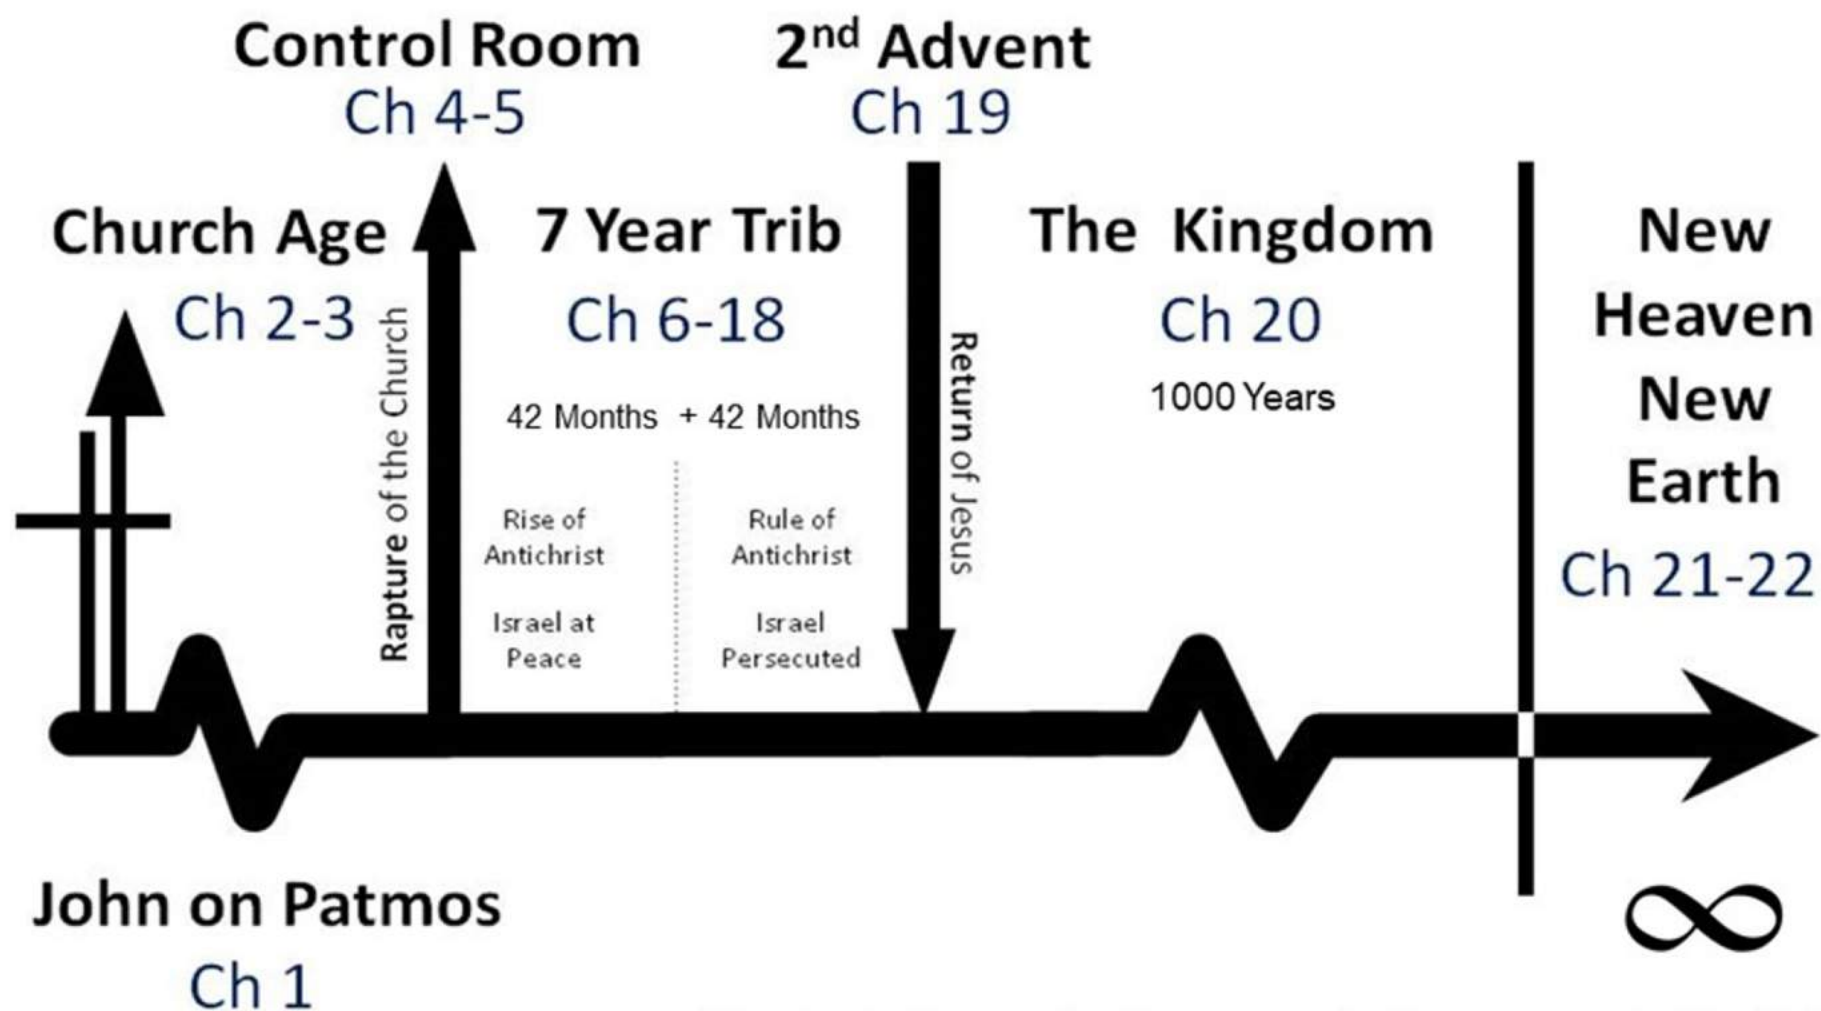 Control Room
Ch 4-5
2nd Advent
Ch 19
Church Age
Ch 2-3
Rapture of the Church
7 Year Trib
Ch 6-18
42 Months + 42 Months
Rise of
Antichrist
Israel at
Peace
Rule of
Antichrist
Israel
Persecuted
Return of Jesus
The Kingdom
Ch 20
1000 Years
New
Heaven
New
Earth
Ch 21-22
∞
John on Patmos
Ch 1